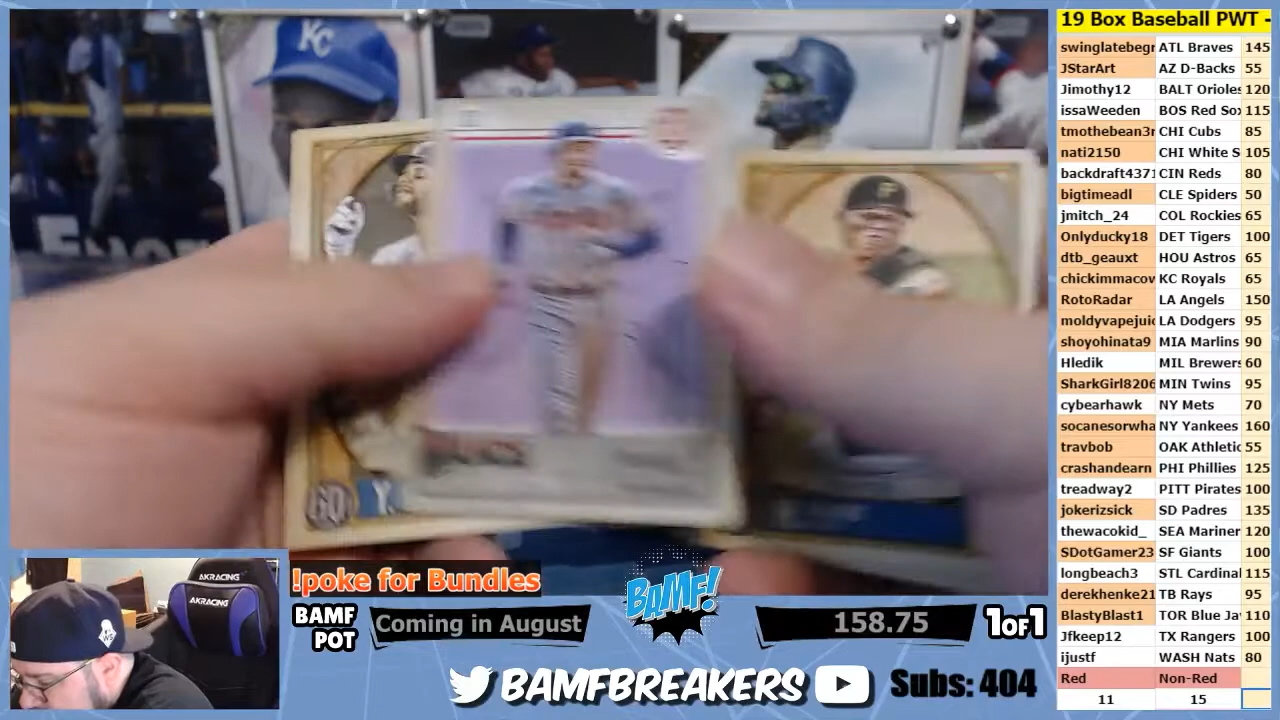 19 Box Baseball PWT -
swinglatebegr ATL Braves 145
JStarArt AZ D-Backs 55
Jimothy12 BALT Orioles 120
issaWeeden BOS Red Sox 115
tmothebean3r CHI Cubs 85
nati2150 CHI White S 105
backdraft4371 CIN Reds 80
bigtimeadl CLE Spiders 50
jmitch_24 COL Rockies 65
Onlyducky18 DET Tigers 100
dtb_geauxt HOU Astros 65
chickimmacov KC Royals 65
RotoRadar LA Angels 150
moldyvapejuic LA Dodgers 95
shoyohinata9 MIA Marlins 90
Hledik MIL Brewers 60
SharkGirl8206 MIN Twins 95
cybearhawk NY Mets 70
socanesorwha NY Yankees 160
travbob OAK Athletic 55
crashandearn PHI Phillies 125
treadway2 PITT Pirates 100
jokerizsick SD Padres 135
thewacokid_ SEA Mariner 120
SDotGamer23 SF Giants 100
longbeach3 STL Cardinal 115
derekhenke21 TB Rays 95
BlastyBlast1 TOR Blue Ja 110
Jfkeep12 TX Rangers 100
ijustf WASH Nats 80
Red Non-Red
11 15
KC
GQ Y.
AKRACING
AKRACING
WS
!poke for Bundles
BAMF POT
Coming in August
BAMF!
158.75
1OF1
BAMFBREAKERS
Subs: 404